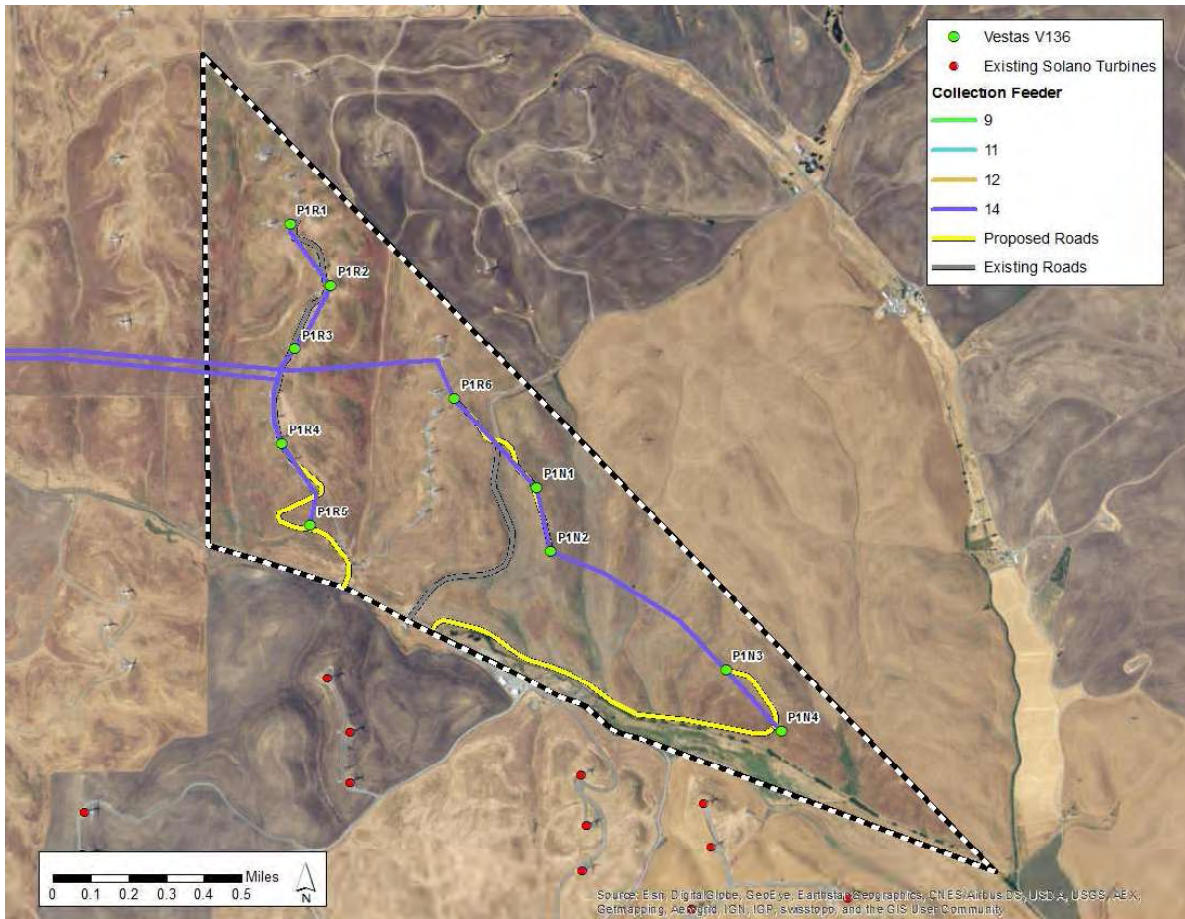 Vestas V136
Existing Solano Turbines
Collection Feeder
9
11
12
14
Proposed Roads
Existing Roads
P1R1
P1R2
P1R3
P1R6
P1R4
P1N1
P1R5
P1N2
P1N3
P1N4
0 0.1 0.2 0.3 0.4 0.5 Miles
N
Source: Esri, DigitalGlobe, GeoEye, Earthstar Geographics, CNES/Airbus DS, USDA, USGS, AEX,
Getmapping, Aerogrid, IGN, IGP, swisstopo, and the GIS User Community